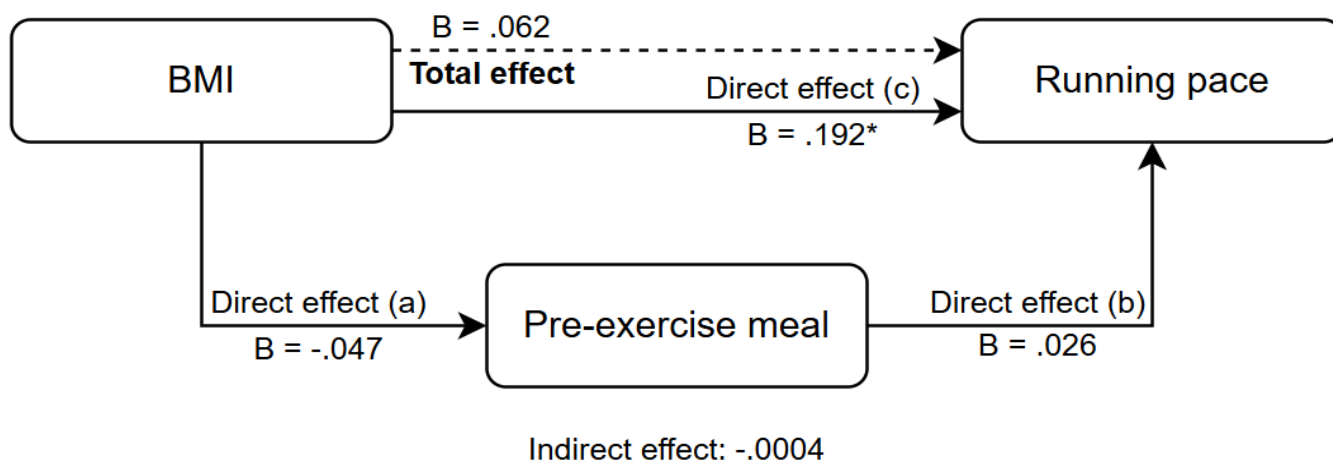 B = .062
BMI
Total effect
Running pace
Direct effect (c)
B = .192*
Direct effect (a)
B = -.047
Pre-exercise meal
Direct effect (b)
B = .026
Indirect effect: -.0004